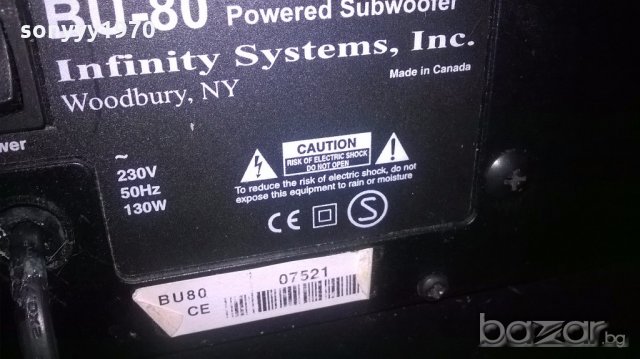 BU-80 Powered Subwoofer
sonyyy1970
Infinity Systems, Inc.
Woodbury, NY
Made in Canada
~
230V
50Hz
130W
CAUTION
RISK OF ELECTRIC SHOCK
DO NOT OPEN
To reduce the risk of electric shock, do not
expose this equipment to rain or moisture
CE S
BU80 07521
CE
bazar.bg